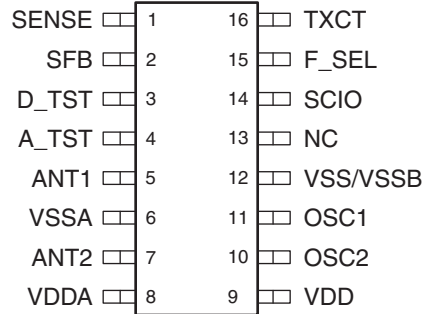 SENSE 1 16 TXCT
SFB 2 15 F_SEL
D_TST 3 14 SCIO
A_TST 4 13 NC
ANT1 5 12 VSS/VSSB
VSSA 6 11 OSC1
ANT2 7 10 OSC2
VDDA 8 9 VDD